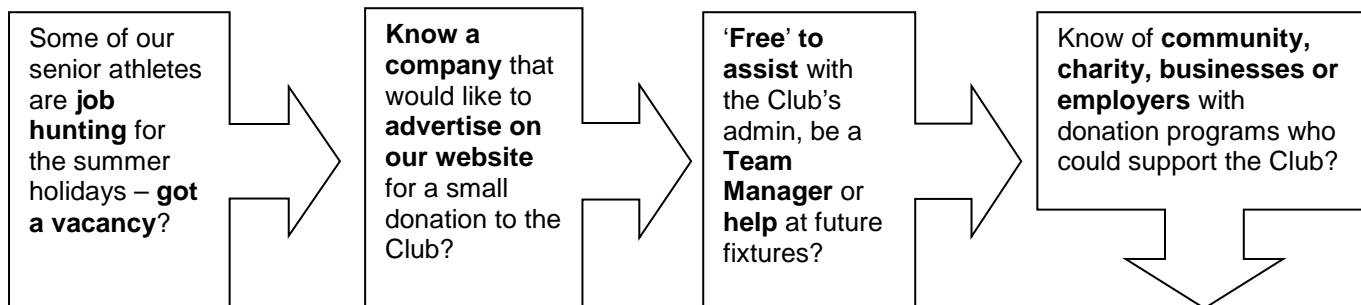 Some of our
senior athletes
are job
hunting for
the summer
holidays – got
a vacancy?
Know a
company that
would like to
advertise on
our website
for a small
donation to the
Club?
‘Free’ to
assist with
the Club’s
admin, be a
Team
Manager or
help at future
fixtures?
Know of community,
charity, businesses or
employers with
donation programs who
could support the Club?